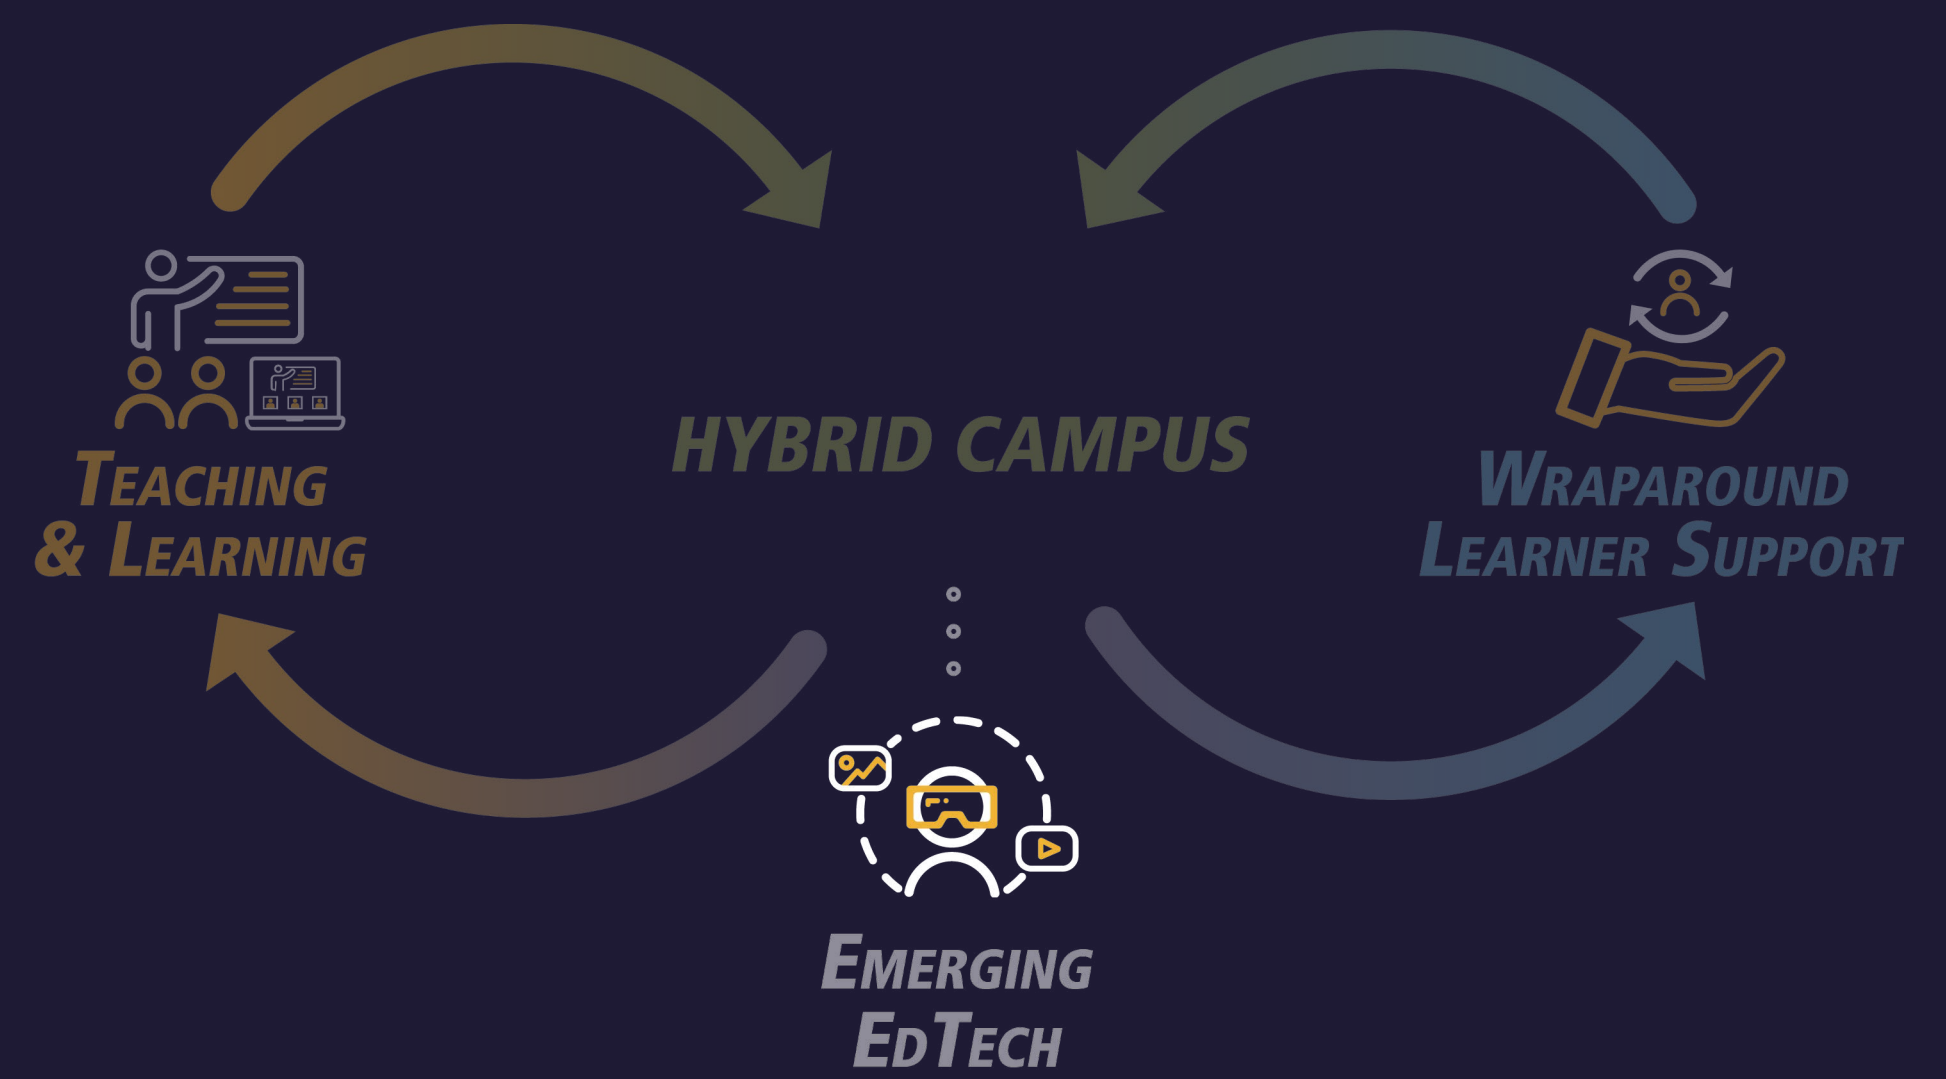 HYBRID CAMPUS
TEACHING
& LEARNING
WRAPAROUND
LEARNER SUPPORT
EMERGING
EDTECH